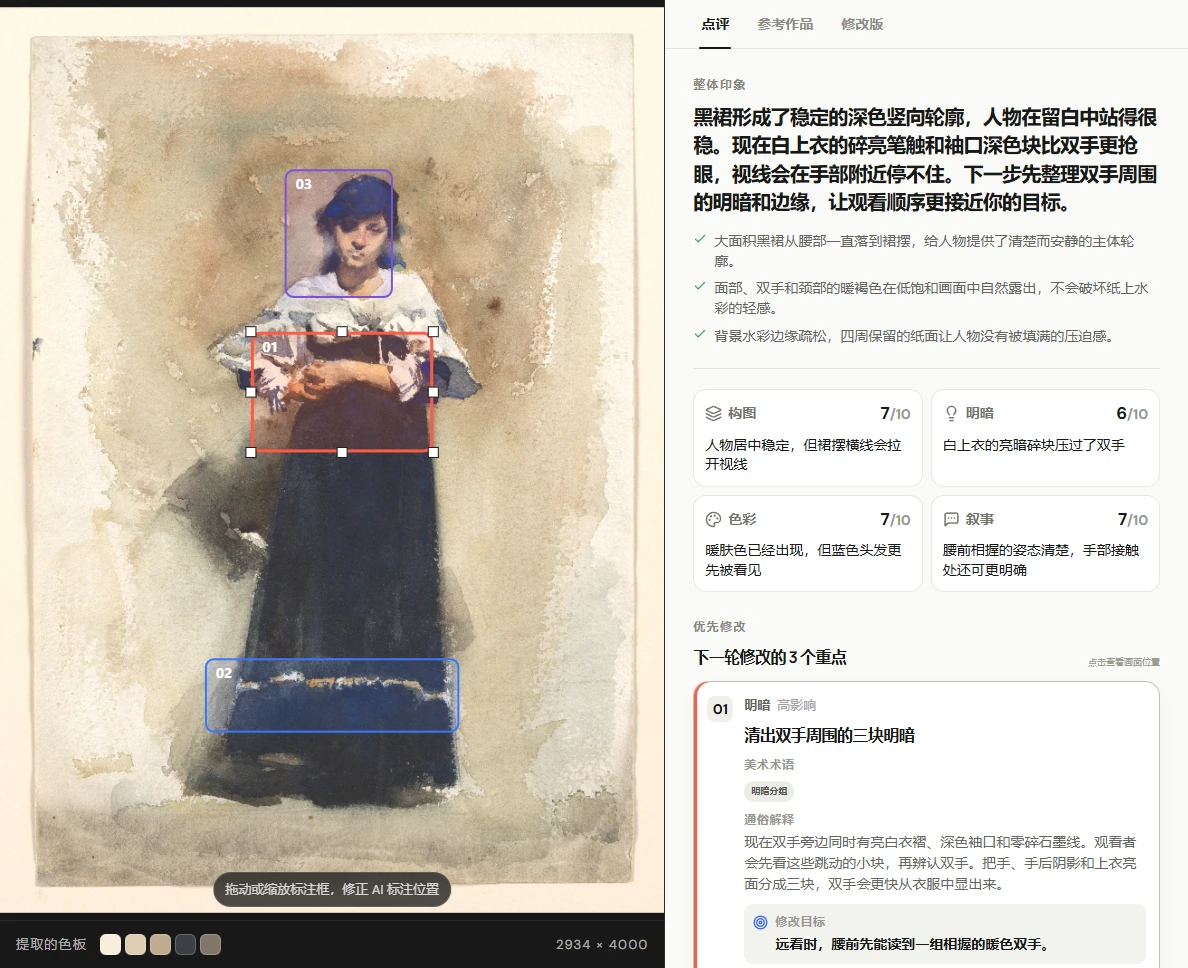 点评
参考作品
修改版
整体印象
黑裙形成了稳定的深色竖向轮廓，人物在留白中站得很
稳。现在白上衣的碎亮笔触和袖口深色块比双手更抢
眼，视线会在手部附近停不住。下一步先整理双手周围
的明暗和边缘，让观看顺序更接近你的目标。
大面积黑裙从腰部一直落到裙摆，给人物提供了清楚而安静的主体轮
廓。
面部、双手和颈部的暖褐色在低饱和画面中自然露出，不会破坏纸上水
彩的轻感。
背景水彩边缘疏松，四周保留的纸面让人物没有被填满的压迫感。
构图
7/10
人物居中稳定，但裙摆横线会拉
开视线
明暗
6/10
白上衣的亮暗碎块压过了双手
色彩
7/10
暖肤色已经出现，但蓝色头发更
先被看见
叙事
7/10
腰前相握的姿态清楚，手部接触
处还可更明确
优先修改
下一轮修改的3个重点
点击查看画面位置
01
明暗 高影响
清出双手周围的三块明暗
美术术语
明暗分组
通俗解释
现在双手旁边同时有亮白衣褶、深色袖口和零碎石墨线。观看者
会先看这些跳动的小块，再辨认双手。把手、手后阴影和上衣亮
面分成三块，双手会更快从衣服中显出来。
修改目标
远看时，腰前先能读到一组相握的暖色双手。
03
01
02
拖动或缩放标注框，修正 AI 标注位置
提取的色板
2934 × 4000